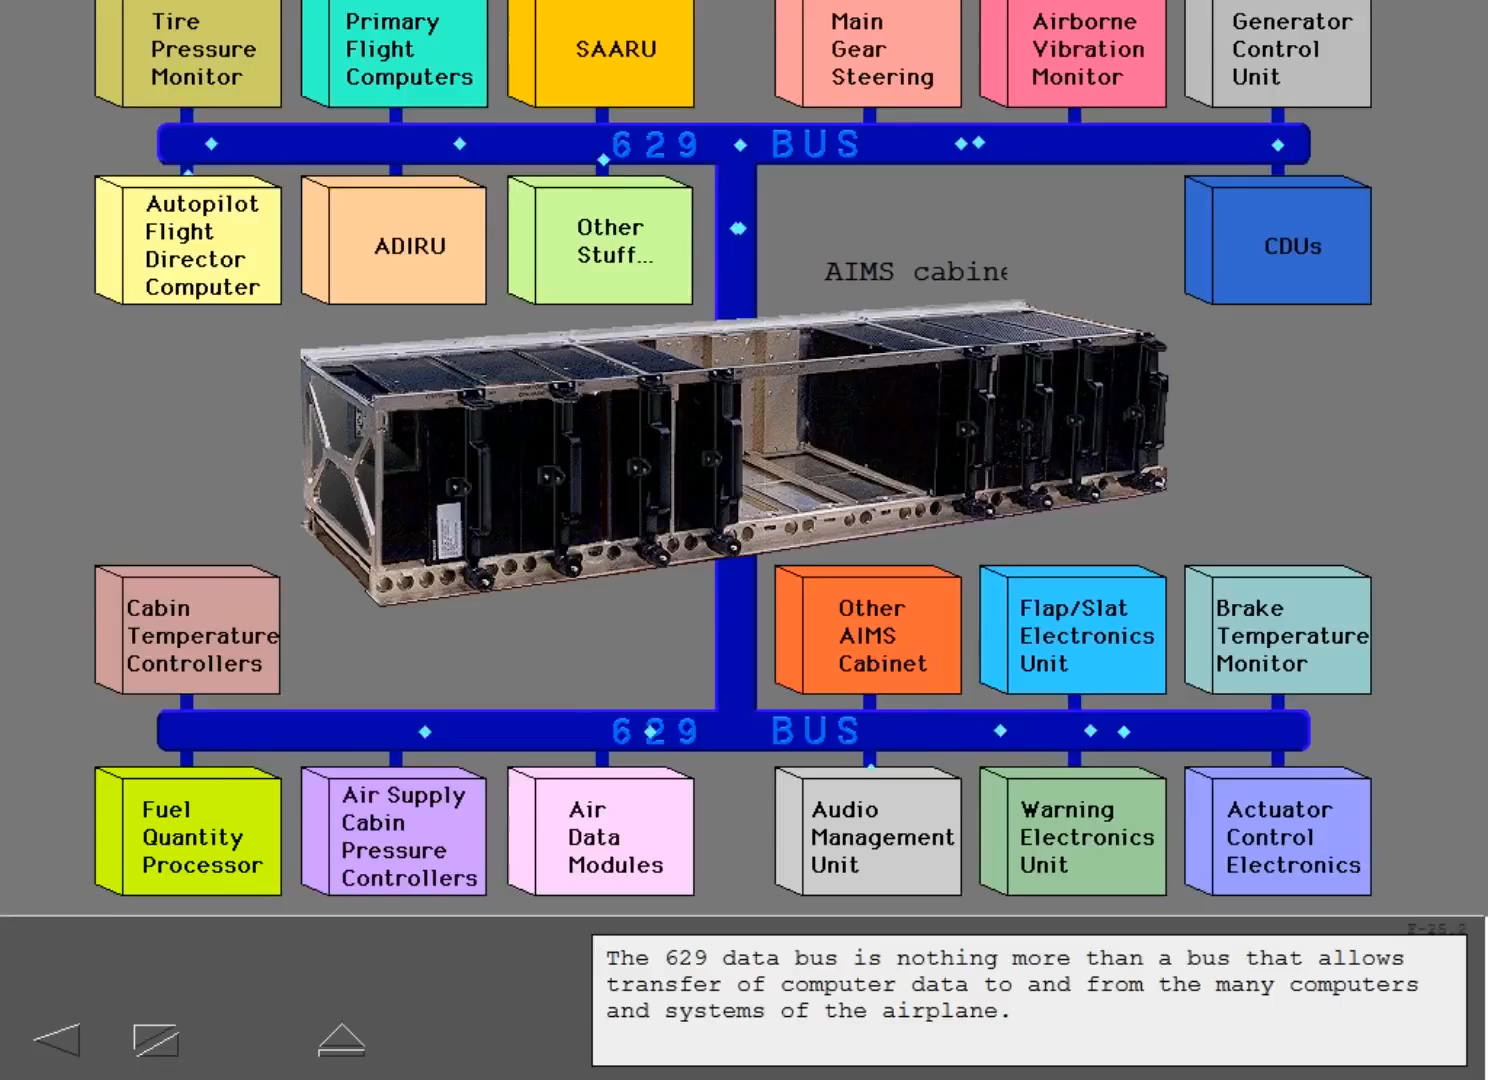 Tire
Pressure
Monitor
Primary
Flight
Computers
SAARU
Main
Gear
Steering
Airborne
Vibration
Monitor
Generator
Control
Unit
629 BUS
Autopilot
Flight
Director
Computer
ADIRU
Other
Stuff...
CDUs
AIMS cabine
Cabin
Temperature
Controllers
Other
AIMS
Cabinet
Flap/Slat
Electronics
Unit
Brake
Temperature
Monitor
629 BUS
Fuel
Quantity
Processor
Air Supply
Cabin
Pressure
Controllers
Air
Data
Modules
Audio
Management
Unit
Warning
Electronics
Unit
Actuator
Control
Electronics
The 629 data bus is nothing more than a bus that allows
transfer of computer data to and from the many computers
and systems of the airplane.